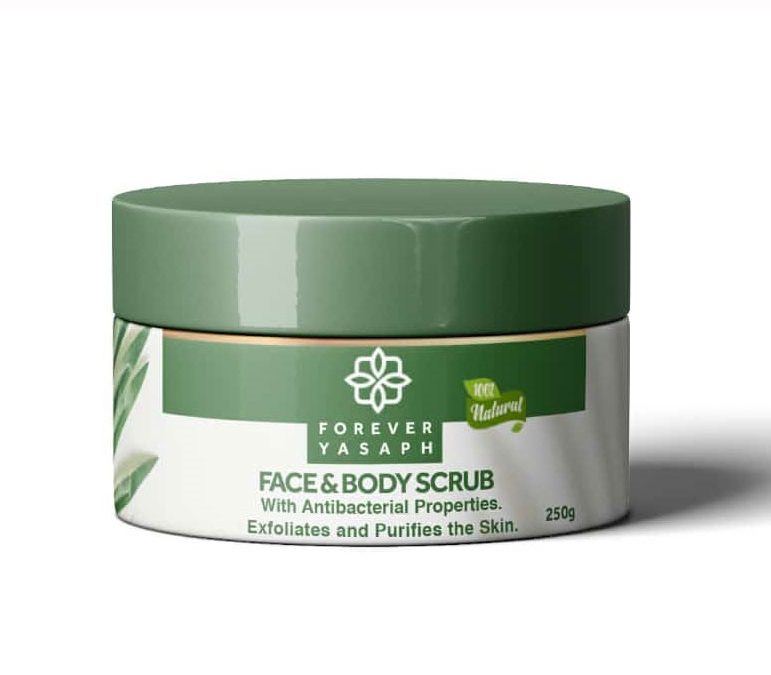 100%
Natural
FOREVER
YASAPH
FACE & BODY SCRUB
With Antibacterial Properties.
Exfoliates and Purifies the Skin.
250g